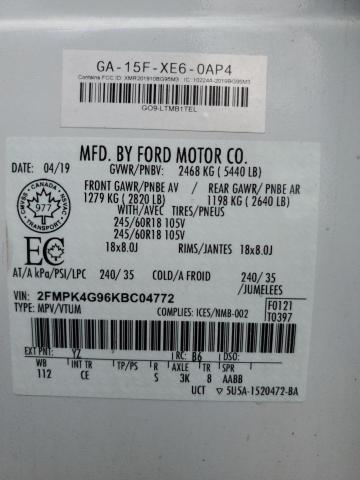 GA-15F-XE6-0AP4
Contains FCC ID: XMR201910BG95M3 IC: 10224A-2019BG95M3
GO9-LTMB1TEL
MFD. BY FORD MOTOR CO.
04/19
GVWR/PNBV: 2468 KG ( 5440 LB)
FRONT GAWR/PNBE AV / REAR GAWR/ PNBE AR
1279 KG ( 2820 LB) 1198 KG ( 2640 LB)
WITH/AVEC TIRES/PNEUS
245/60R18 105V
245/60R18 105V
18x8.0J RIMS/JANTES 18x8.0J
CANADA
CMVSS NSVAC
977
EC
AT/A kPa/PSI/LPC 240/ 35 COLD/A FROID 240/ 35
/JUMELEES
VIN: 2FMPK4G96KBC04772
TYPE: MPV/VTUM COMPLIES: ICES/NMB-002
F0121
T0397
EXT PNT: YZ RC: B6
WB INT TR TP/PS R AXLE TR SPR
112 CE S 3K 8 AABB
UCT 5U5A-1520472-BA